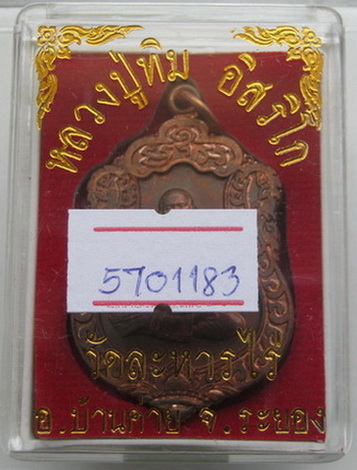 หลวงปู่ทิม อิสริโก
5701183
วัดละหารไร่
อ.บ้านค่าย จ.ระยอง